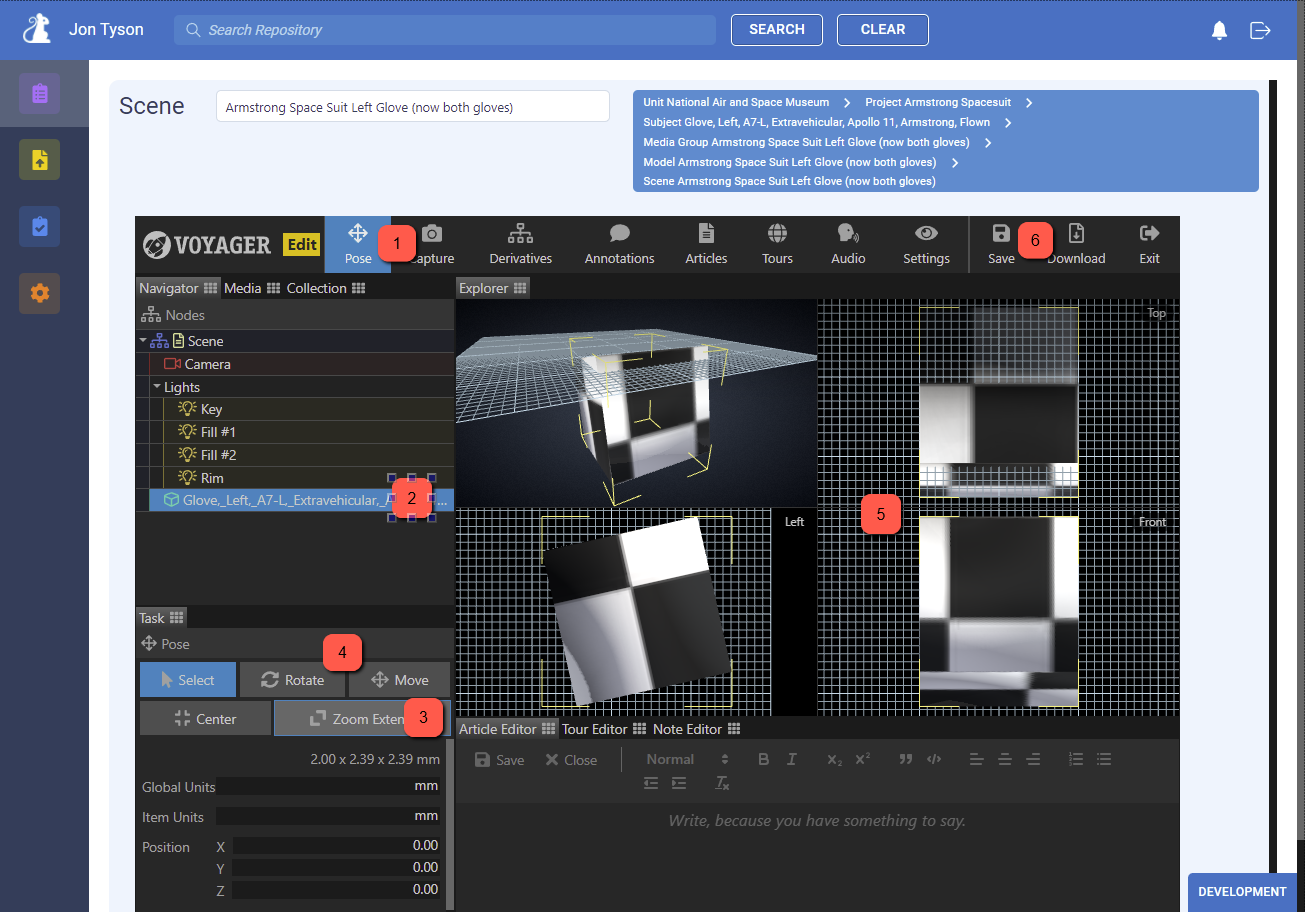 Jon Tyson
Search Repository
SEARCH
CLEAR
Scene
Armstrong Space Suit Left Glove (now both gloves)
Unit National Air and Space Museum > Project Armstrong Spacesuit >
Subject Glove, Left, A7-L, Extravehicular, Apollo 11, Armstrong, Flown >
Media Group Armstrong Space Suit Left Glove (now both gloves) >
Model Armstrong Space Suit Left Glove (now both gloves) >
Scene Armstrong Space Suit Left Glove (now both gloves)
VOYAGER Edit
Pose 1 apture Derivatives Annotations Articles Tours Audio Settings Save 6 Download Exit
Navigator Media Collection
Explorer
Nodes
Scene
Camera
Lights
Key
Fill #1
Fill #2
Rim
Glove,_Left,_A7-L,_Extravehicular,_A 2 ...
Top
Left
5
Front
Task
Pose
4
Select Rotate Move
Center Zoom Exten 3
2.00 x 2.39 x 2.39 mm
Global Units mm
Item Units mm
Position X 0.00
Y 0.00
Z 0.00
Article Editor Tour Editor Note Editor
Save Close Normal B I X₂ X² ” </>
Tx
Write, because you have something to say.
DEVELOPMENT